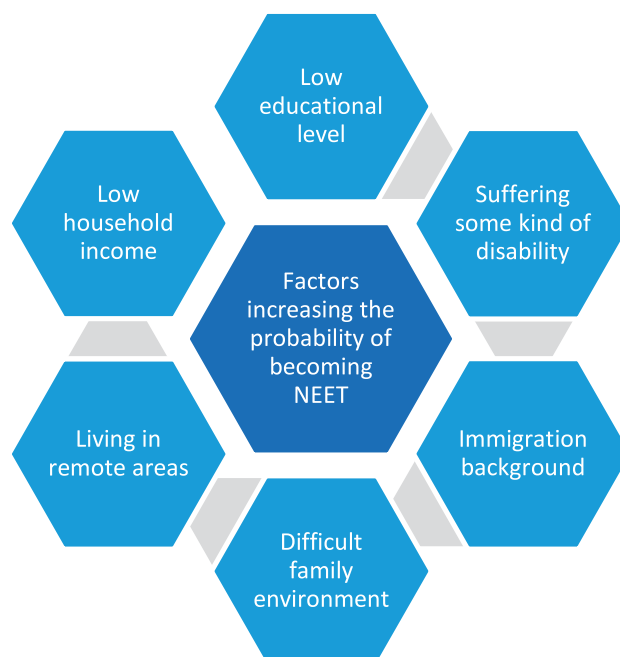 Low
educational
level
Suffering
some kind of
disability
Immigration
background
Difficult
family
environment
Living in
remote areas
Low
household
income
Factors
increasing the
probability of
becoming
NEET